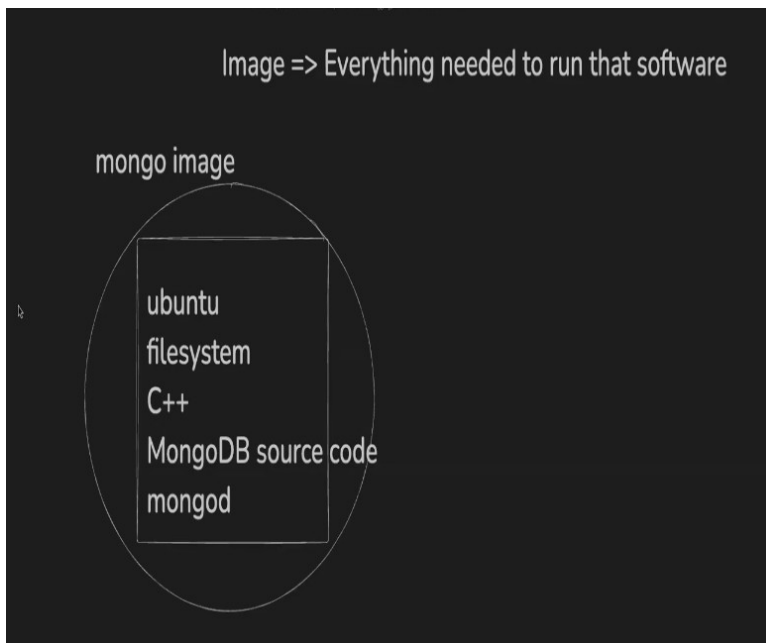 Image => Everything needed to run that software
mongo image
ubuntu
filesystem
C++
MongoDB source code
mongod